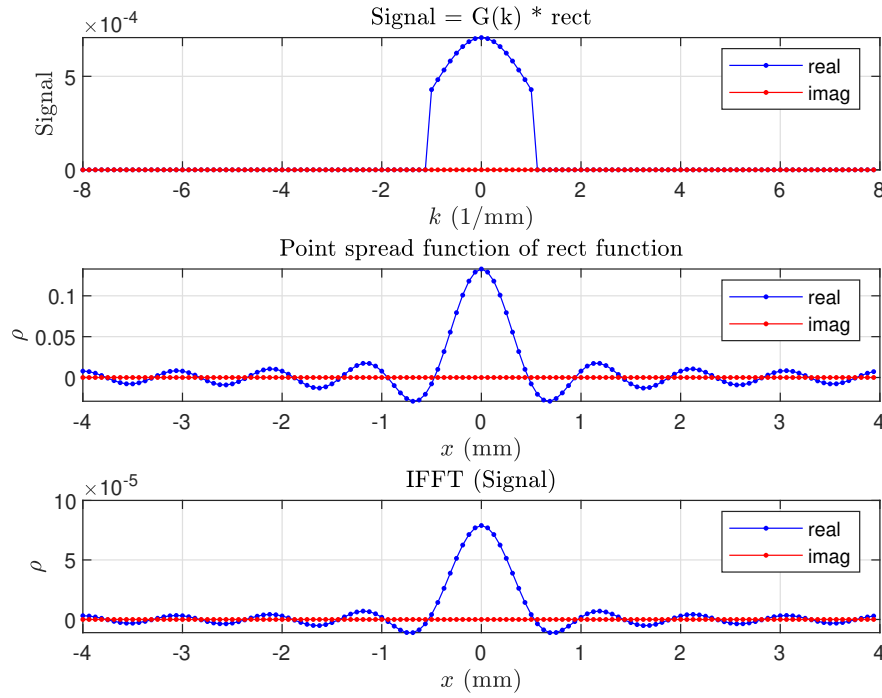 Signal = G(k) * rect
×10-4
5
0
Signal
real
imag
-8 -6 -4 -2 0 2 4 6 8
k (1/mm)
Point spread function of rect function
0.1
0.05
0
ρ
real
imag
-4 -3 -2 -1 0 1 2 3 4
x (mm)
IFFT (Signal)
×10-5
10
5
0
ρ
real
imag
-4 -3 -2 -1 0 1 2 3 4
x (mm)